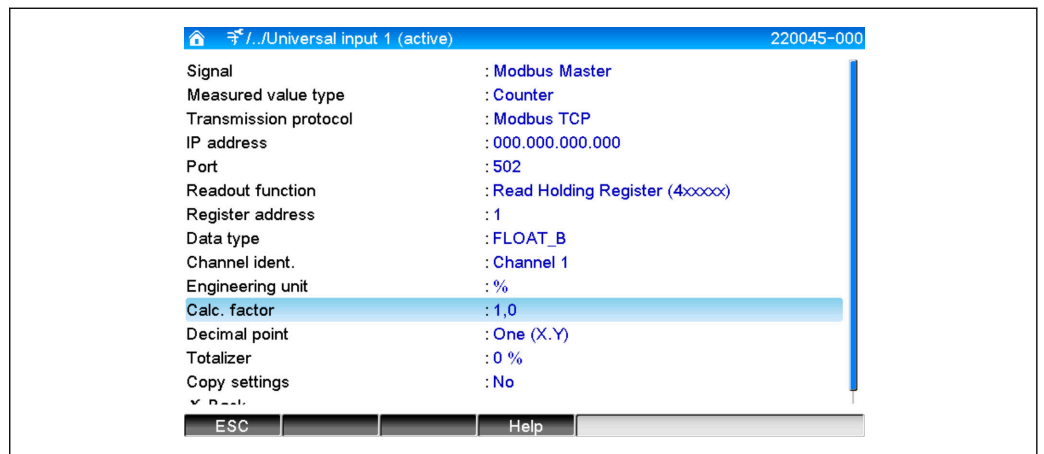 /../Universal input 1 (active) 220045-000
Signal : Modbus Master
Measured value type : Counter
Transmission protocol : Modbus TCP
IP address : 000.000.000.000
Port : 502
Readout function : Read Holding Register (4xxxxx)
Register address : 1
Data type : FLOAT_B
Channel ident. : Channel 1
Engineering unit : %
Calc. factor : 1,0
Decimal point : One (X.Y)
Totalizer : 0 %
Copy settings : No
X Back
ESC Help